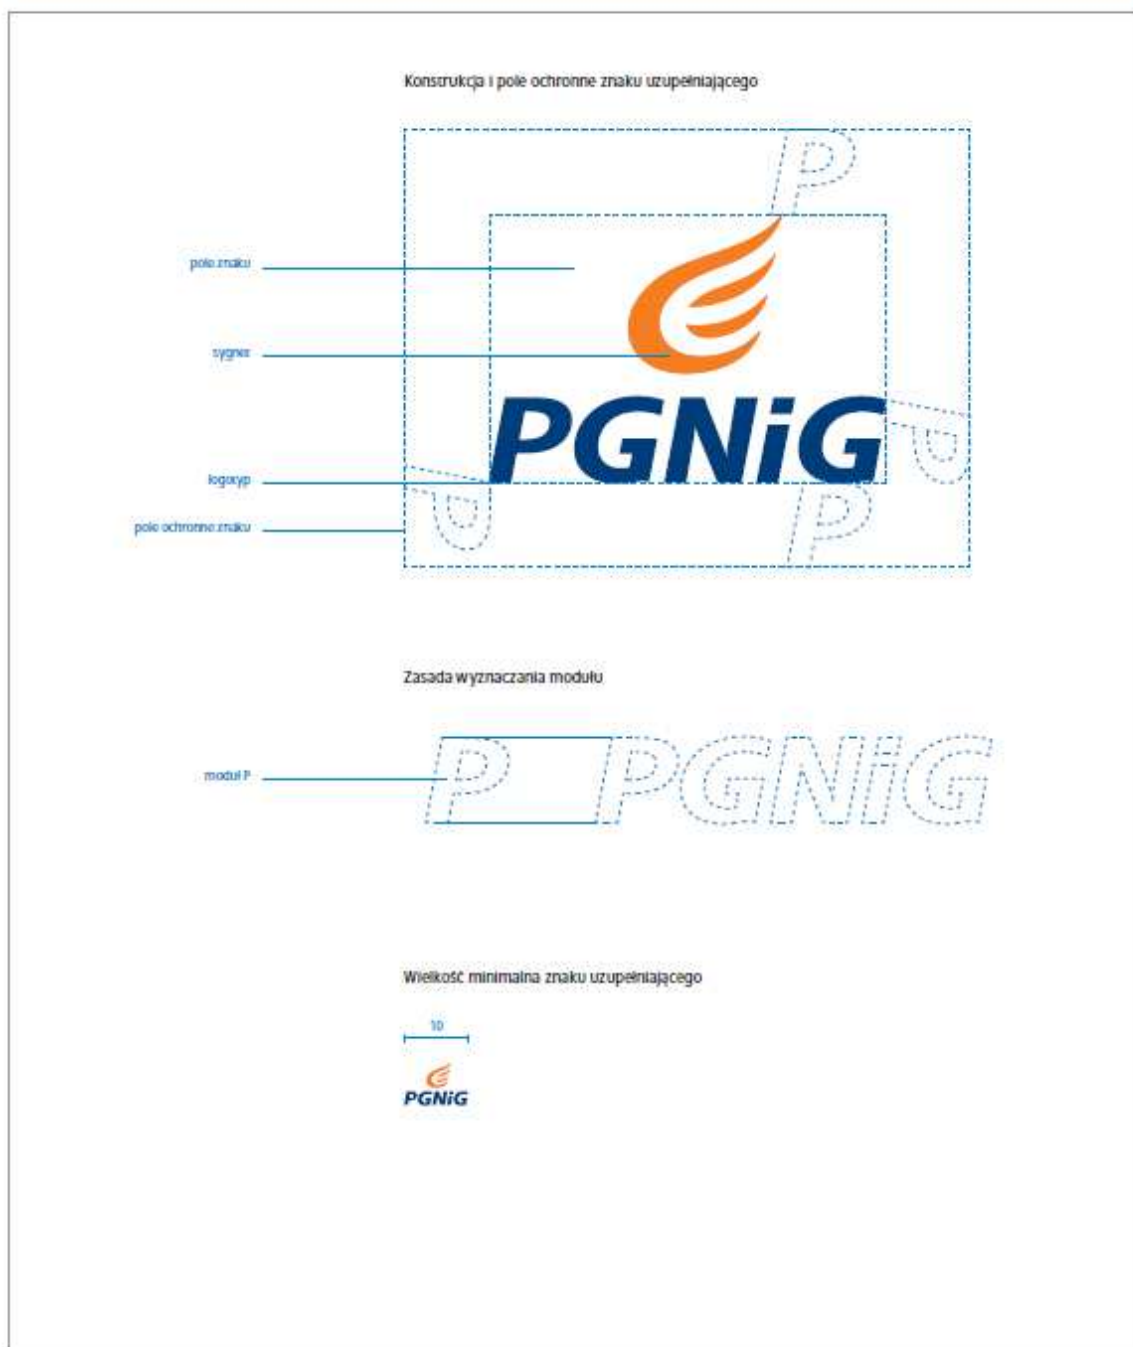 Konstrukcja i pole ochronne znaku uzupełniającego
P
pole znaku
sygnet
PGNiG
P
logotyp
P
P
pole ochronne znaku
Zasada wyznaczania modułu
moduł P
P PGNiG
Wielkość minimalna znaku uzupełniającego
10
PGNiG